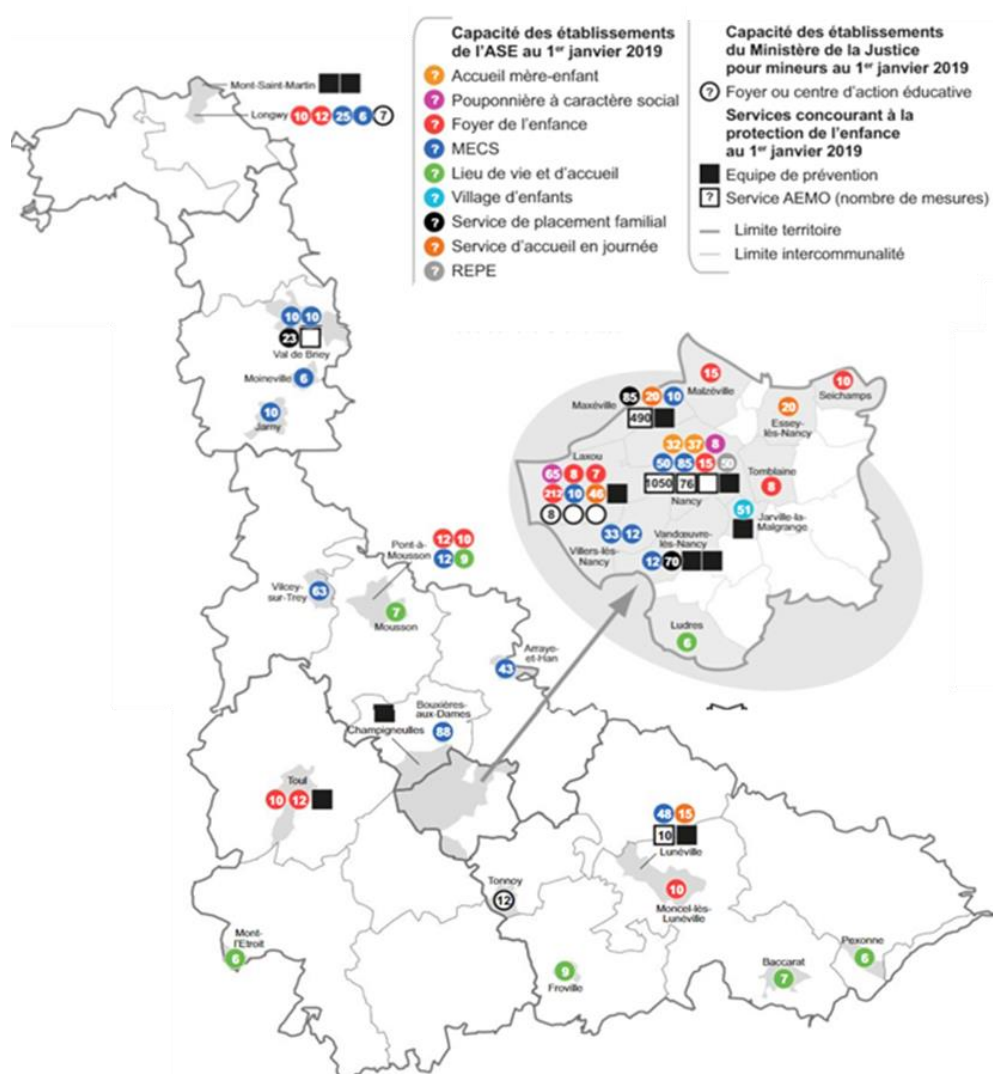 Capacité des établissements
de l'ASE au 1er janvier 2019
? Accueil mère-enfant
? Pouponnière à caractère social
? Foyer de l'enfance
? MECS
? Lieu de vie et d'accueil
? Village d'enfants
? Service de placement familial
? Service d'accueil en journée
? REPE
Capacité des établissements
du Ministère de la Justice
pour mineurs au 1er janvier 2019
? Foyer ou centre d'action éducative
Services concourant à la
protection de l'enfance
au 1er janvier 2019
Equipe de prévention
? Service AEMO (nombre de mesures)
Limite territoire
Limite intercommunalité
Mont-Saint-Martin
Longwy 10 12 25 6 7
10 10
23
Val de Briey
Moineville 6
10
Jarny
15
Malzéville
10
Seichamps
85 20 10
Maxéville
490
20
Essey-
lès-Nancy
32 37 8
50 85 15 50
1050 76
Nancy
Laxou
65 8 7
212 10 46
8
Tomblaine
8
51
Jarville-la-
Malgrange
33 12
Villers-lès-
Nancy
Vandœuvre-
lès-Nancy
12 70
Ludres
6
12 10
12 9
Pont-à-
Mousson
Vilcey-
sur-Trey
63
7
Mousson
Arraye-
et-Han
43
Bouxières-
aux-Dames
88
Champigneulles
Toul
10 12
48 15
10
Lunéville
10
Moncel-lès-
Lunéville
Tonnoy
12
Mont-
l'Etroit
6
9
Froville
Baccarat
7
Pexonne
6